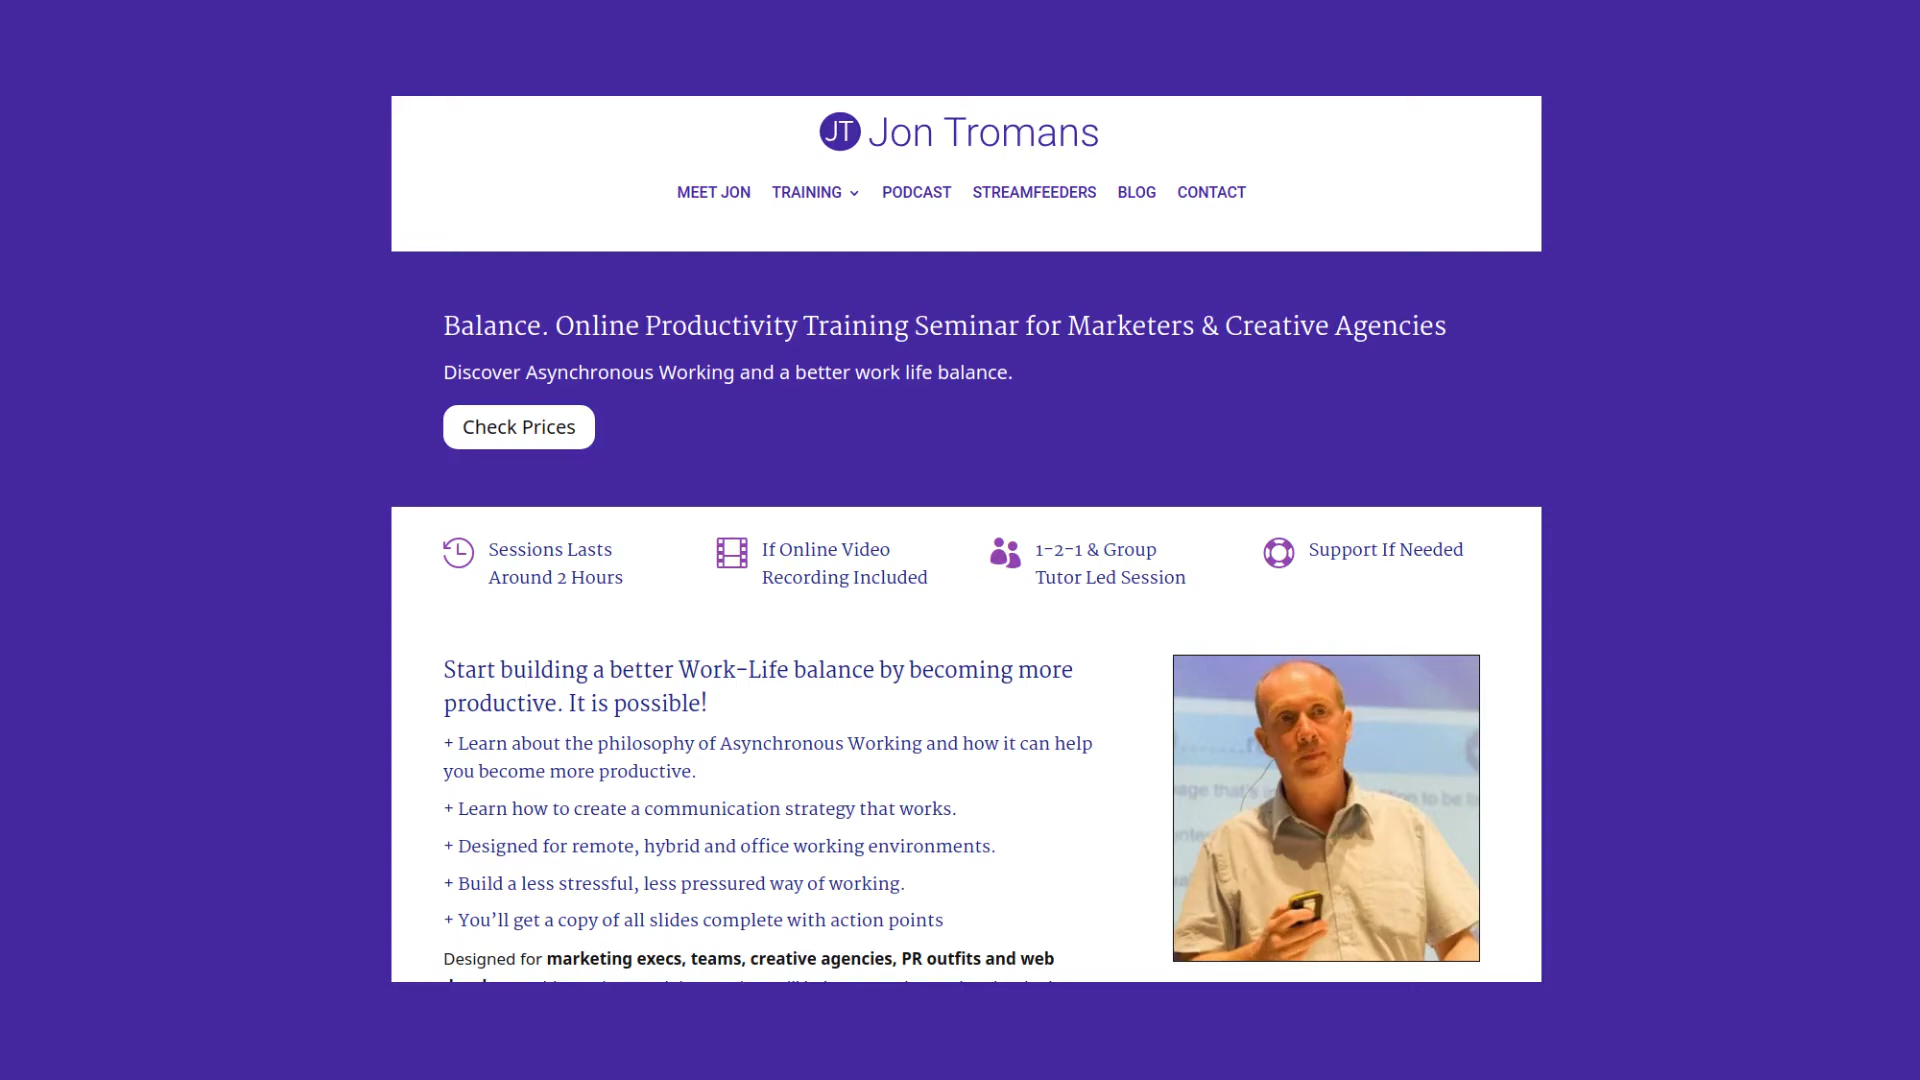 JT Jon Tromans
MEET JON TRAINING PODCAST STREAMFEEDERS BLOG CONTACT
Balance. Online Productivity Training Seminar for Marketers & Creative Agencies
Discover Asynchronous Working and a better work life balance.
Check Prices
Sessions Lasts
Around 2 Hours
If Online Video
Recording Included
1-2-1 & Group
Tutor Led Session
Support If Needed
Start building a better Work-Life balance by becoming more
productive. It is possible!
+ Learn about the philosophy of Asynchronous Working and how it can help
you become more productive.
+ Learn how to create a communication strategy that works.
+ Designed for remote, hybrid and office working environments.
+ Build a less stressful, less pressured way of working.
+ You’ll get a copy of all slides complete with action points
Designed for marketing execs, teams, creative agencies, PR outfits and web